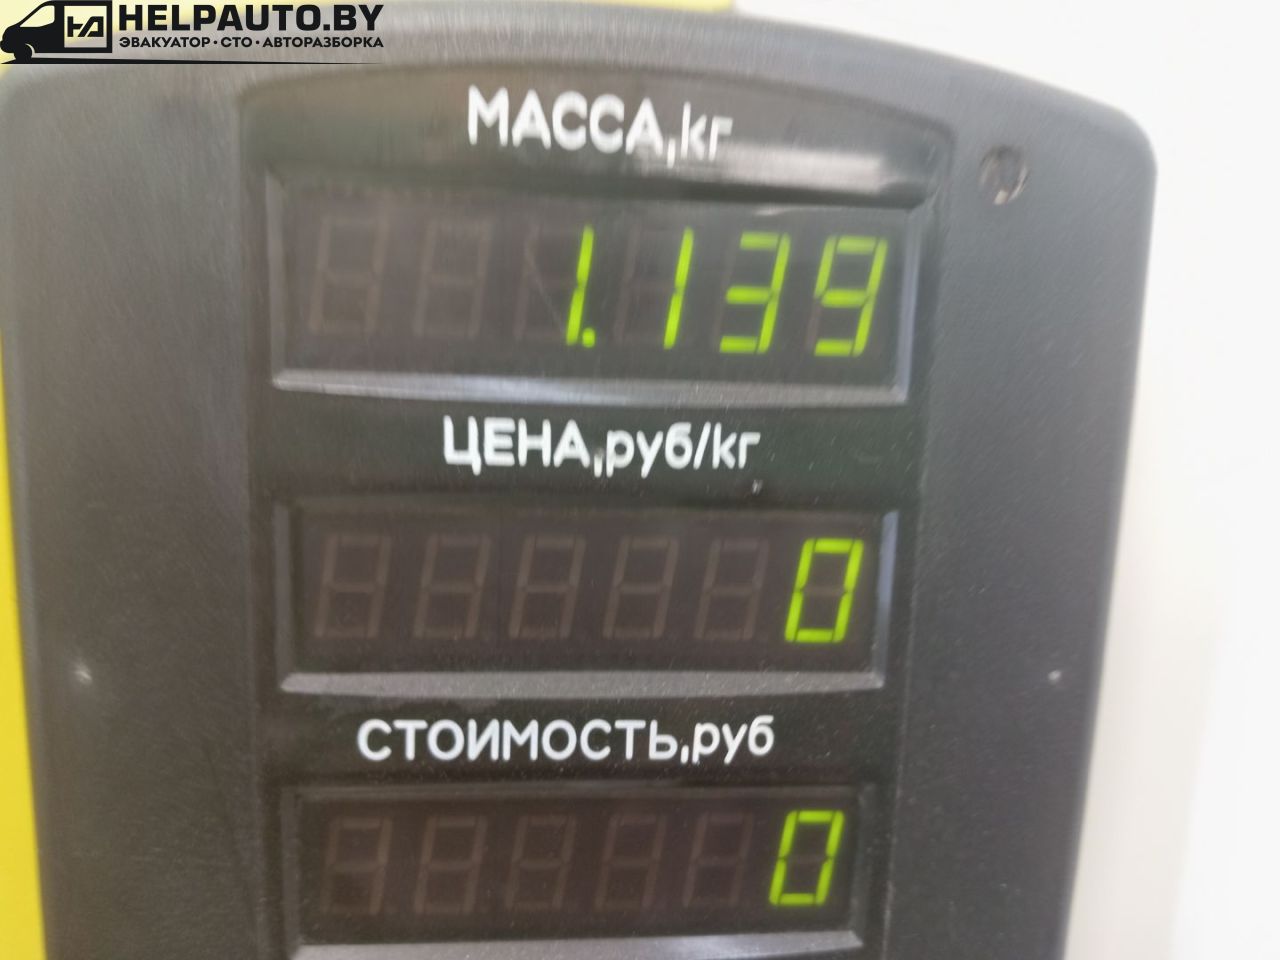 HELPAUTO.BY
ЭВАКУАТОР·СТО·АВТОРАЗБОРКА
МАССА,кг
1.139
ЦЕНА,руб/кг
0
СТОИМОСТЬ,руб
0